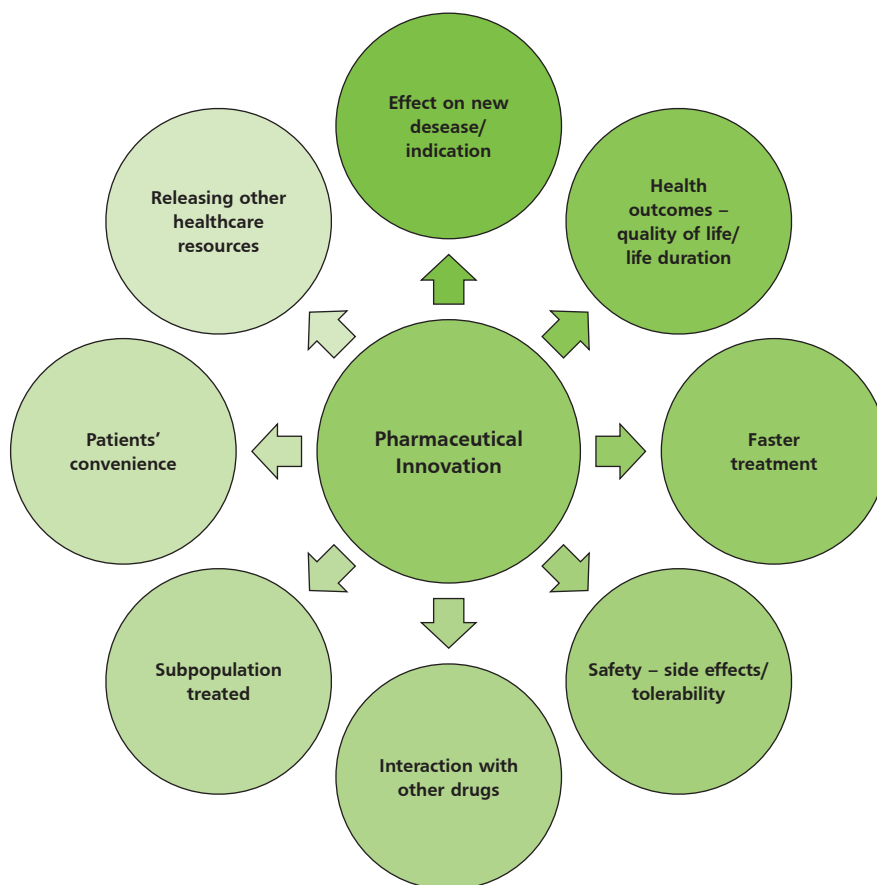 Effect on new
desease/
indication
Health
outcomes –
quality of life/
life duration
Faster
treatment
Safety – side effects/
tolerability
Interaction with
other drugs
Subpopulation
treated
Patients’
convenience
Releasing other
healthcare
resources
Pharmaceutical
Innovation